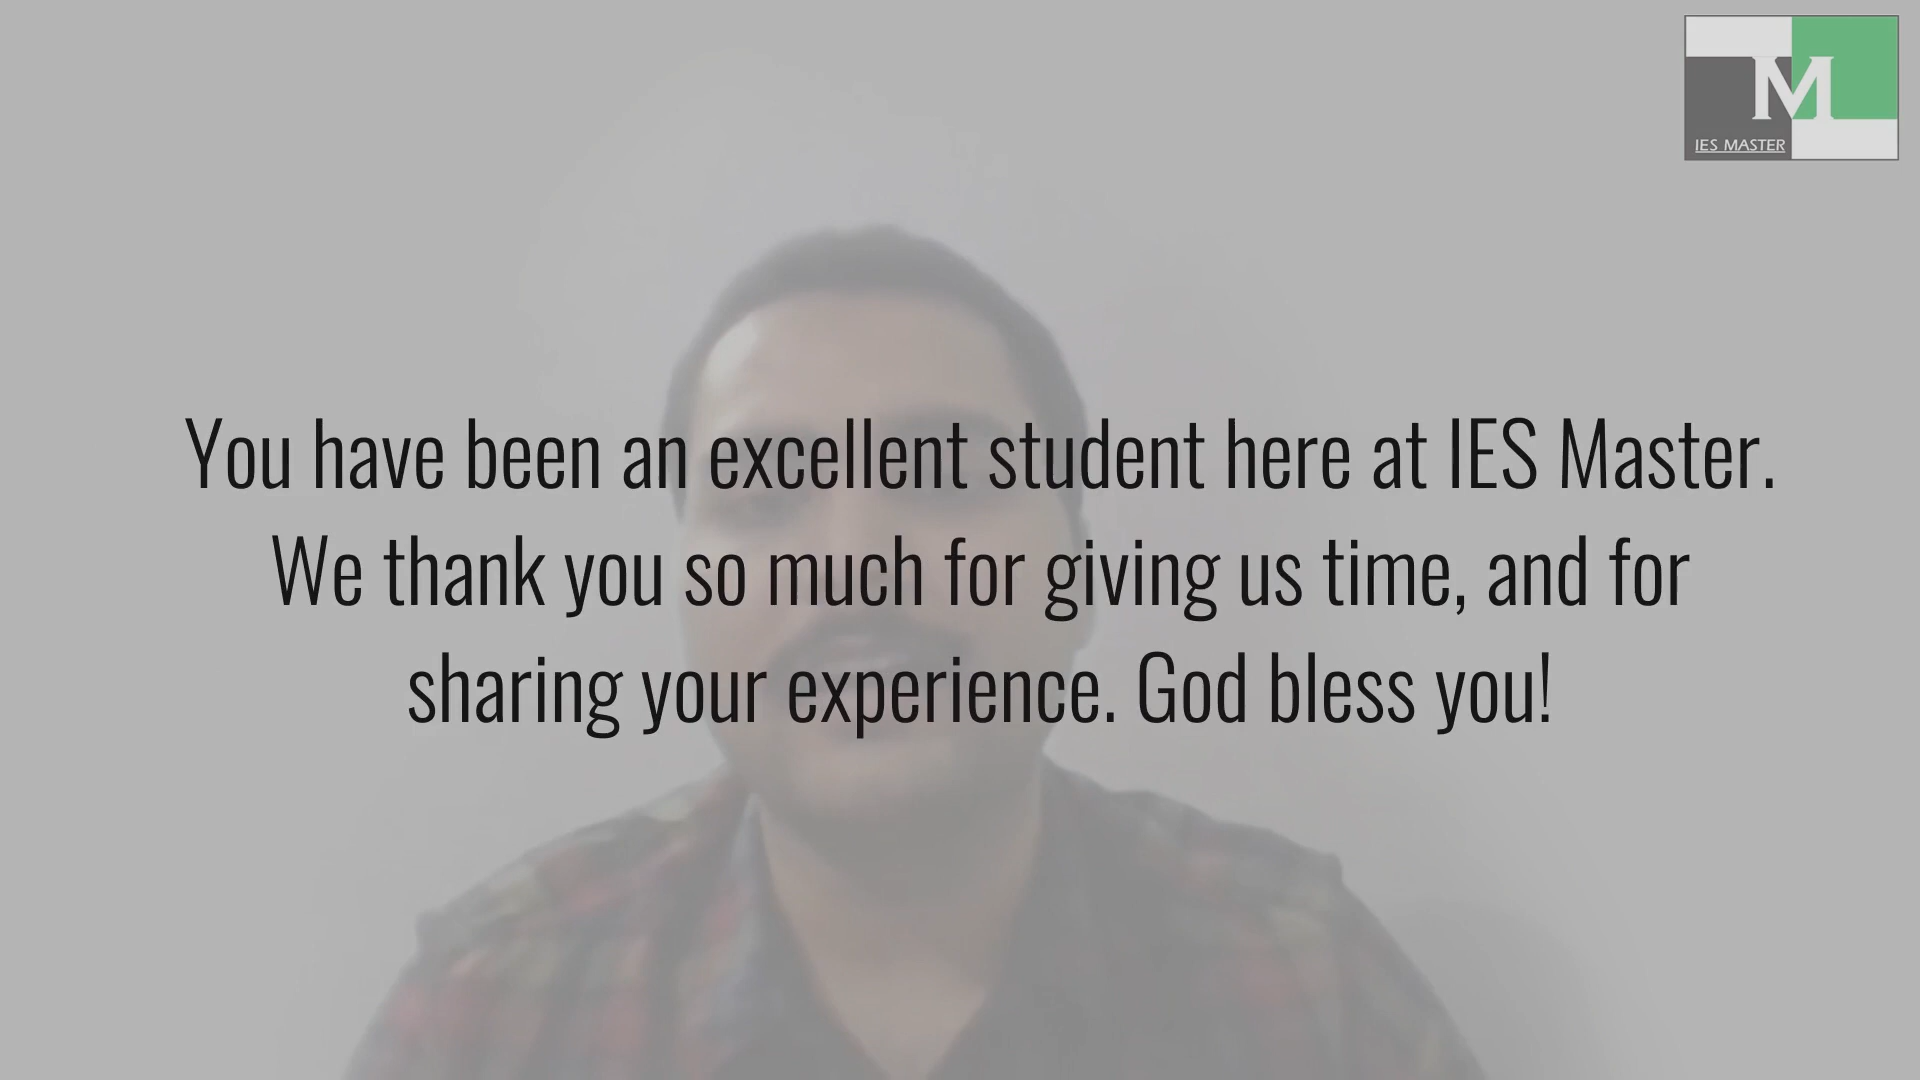 M
IES MASTER
You have been an excellent student here at IES Master.
We thank you so much for giving us time, and for
sharing your experience. God bless you!